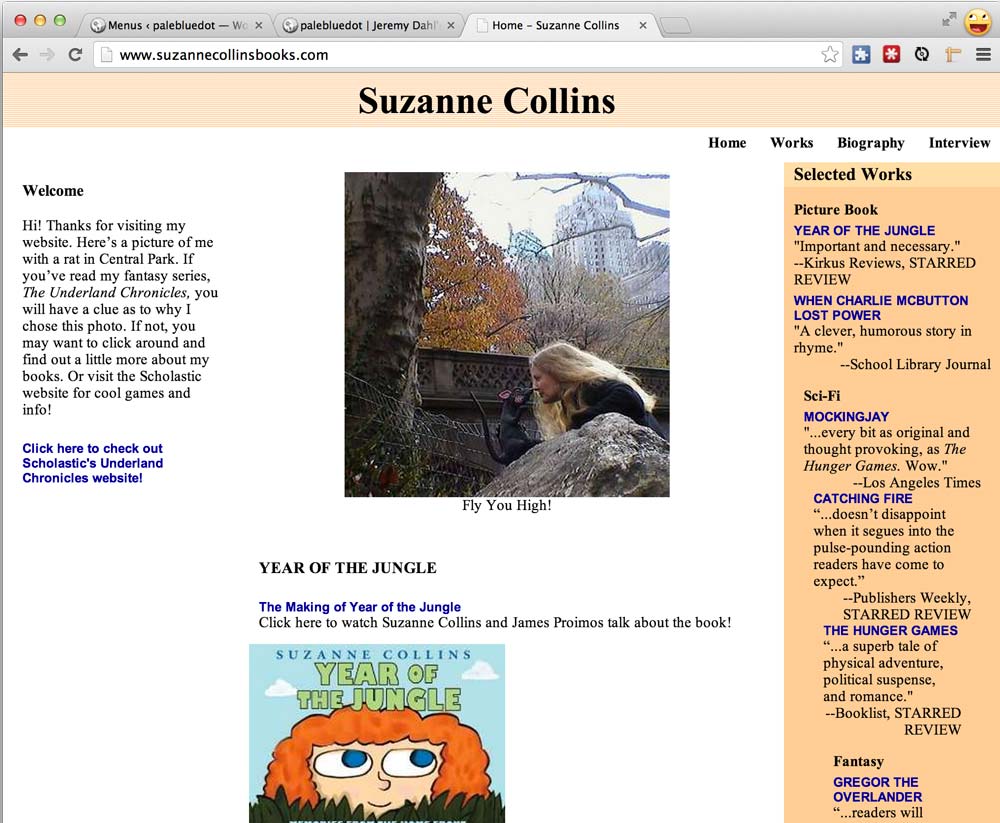 Menus ‹ palebluedot — Wo
palebluedot | Jeremy Dahl'
Home – Suzanne Collins
www.suzannecollinsbooks.com
Suzanne Collins
Home Works Biography Interview
Welcome
Hi! Thanks for visiting my
website. Here’s a picture of me
with a rat in Central Park. If
you’ve read my fantasy series,
The Underland Chronicles, you
will have a clue as to why I
chose this photo. If not, you
may want to click around and
find out a little more about my
books. Or visit the Scholastic
website for cool games and
info!
Click here to check out
Scholastic's Underland
Chronicles website!
Fly You High!
YEAR OF THE JUNGLE
The Making of Year of the Jungle
Click here to watch Suzanne Collins and James Proimos talk about the book!
SUZANNE COLLINS
YEAR OF
THE JUNGLE
MEMORIES FROM THE HOME FRONT
Selected Works
Picture Book
YEAR OF THE JUNGLE
"Important and necessary."
--Kirkus Reviews, STARRED
REVIEW
WHEN CHARLIE MCBUTTON
LOST POWER
"A clever, humorous story in
rhyme."
--School Library Journal
Sci-Fi
MOCKINGJAY
"...every bit as original and
thought provoking, as The
Hunger Games. Wow."
--Los Angeles Times
CATCHING FIRE
“...doesn’t disappoint
when it segues into the
pulse-pounding action
readers have come to
expect.”
--Publishers Weekly,
STARRED REVIEW
THE HUNGER GAMES
“...a superb tale of
physical adventure,
political suspense,
and romance."
--Booklist, STARRED
REVIEW
Fantasy
GREGOR THE
OVERLANDER
“...readers will